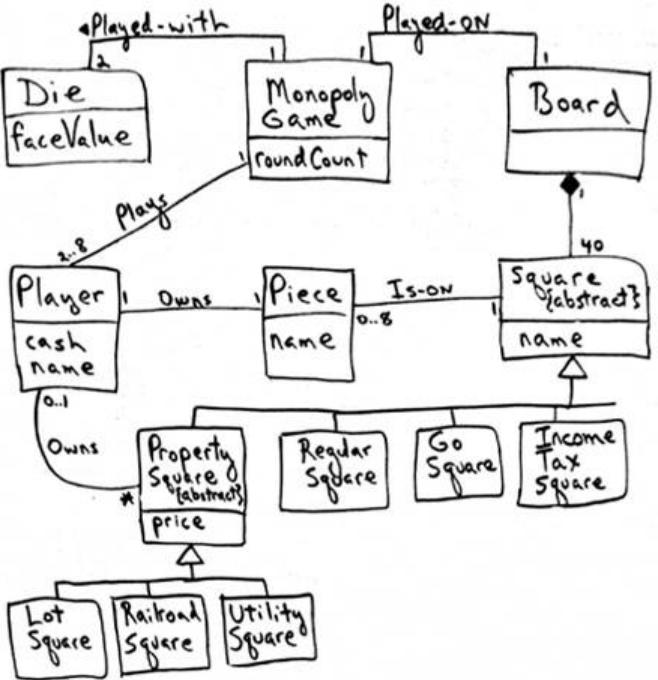 ◄Played-with
Played-on
2
1
1
1
Die
faceValue
Monopoly
Game
roundCount
Board
1
1
Plays
2..8
40
Player
cash
name
1
Owns
1
Piece
name
Is-on
0..8
1
Square
{abstract}
name
0..1
Owns
*
Property
Square
{abstract}
price
Regular
Square
Go
Square
Income
Tax
Square
Lot
Square
Railroad
Square
Utility
Square